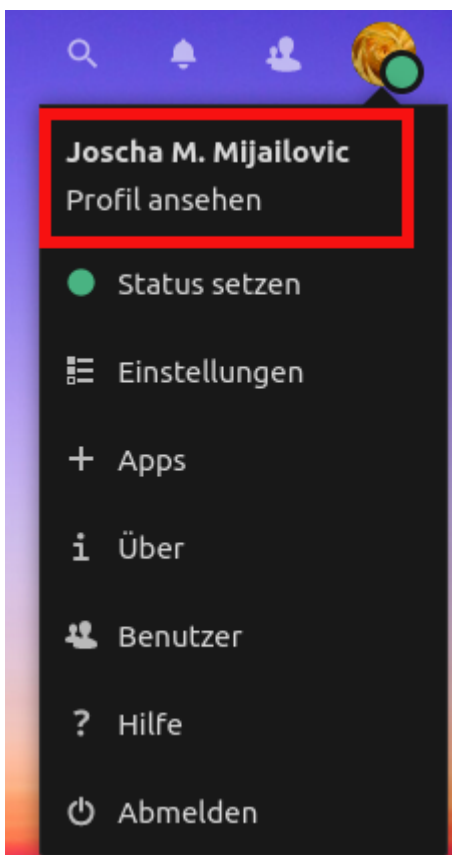 Joscha M. Mijailovic
Profil ansehen
Status setzen
Einstellungen
Apps
Über
Benutzer
Hilfe
Abmelden